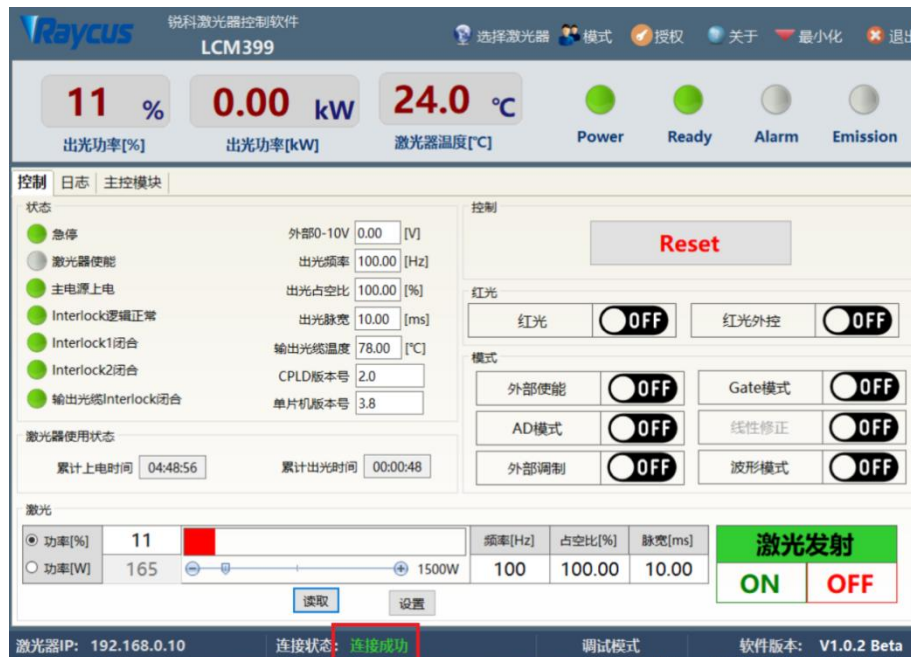 Raycus 锐科激光器控制软件 LCM399 选择激光器 模式 授权 关于 最小化 退出
11 % 0.00 kW 24.0 ℃
出光功率[%] 出光功率[kW] 激光器温度[℃] Power Ready Alarm Emission
控制 日志 主控模块
状态 控制
急停 外部0-10V 0.00 [V] Reset
激光器使能 出光频率 100.00 [Hz]
主电源上电 出光占空比 100.00 [%] 红光
Interlock逻辑正常 出光脉宽 10.00 [ms] 红光 OFF 红光外控 OFF
Interlock1闭合 输出光缆温度 78.00 [℃] 模式
Interlock2闭合 CPLD版本号 2.0 外部使能 OFF Gate模式 OFF
输出光缆Interlock闭合 单片机版本号 3.8 AD模式 OFF 线性修正 OFF
激光器使用状态
累计上电时间 04:48:56 累计出光时间 00:00:48 外部调制 OFF 波形模式 OFF
激光
功率[%] 11 频率[Hz] 占空比[%] 脉宽[ms] 激光发射
功率[W] 165 1500W 100 100.00 10.00 ON OFF
读取 设置
激光器IP: 192.168.0.10 连接状态: 连接成功 调试模式 软件版本: V1.0.2 Beta